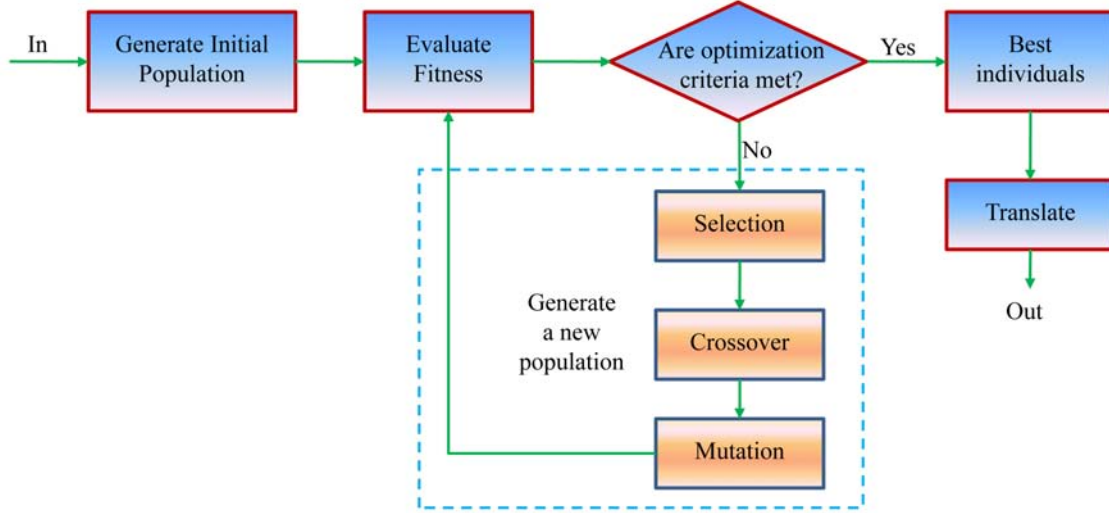 In
Generate Initial
Population
Evaluate
Fitness
Are optimization
criteria met?
Yes
Best
individuals
No
Selection
Translate
Generate
a new
population
Crossover
Out
Mutation